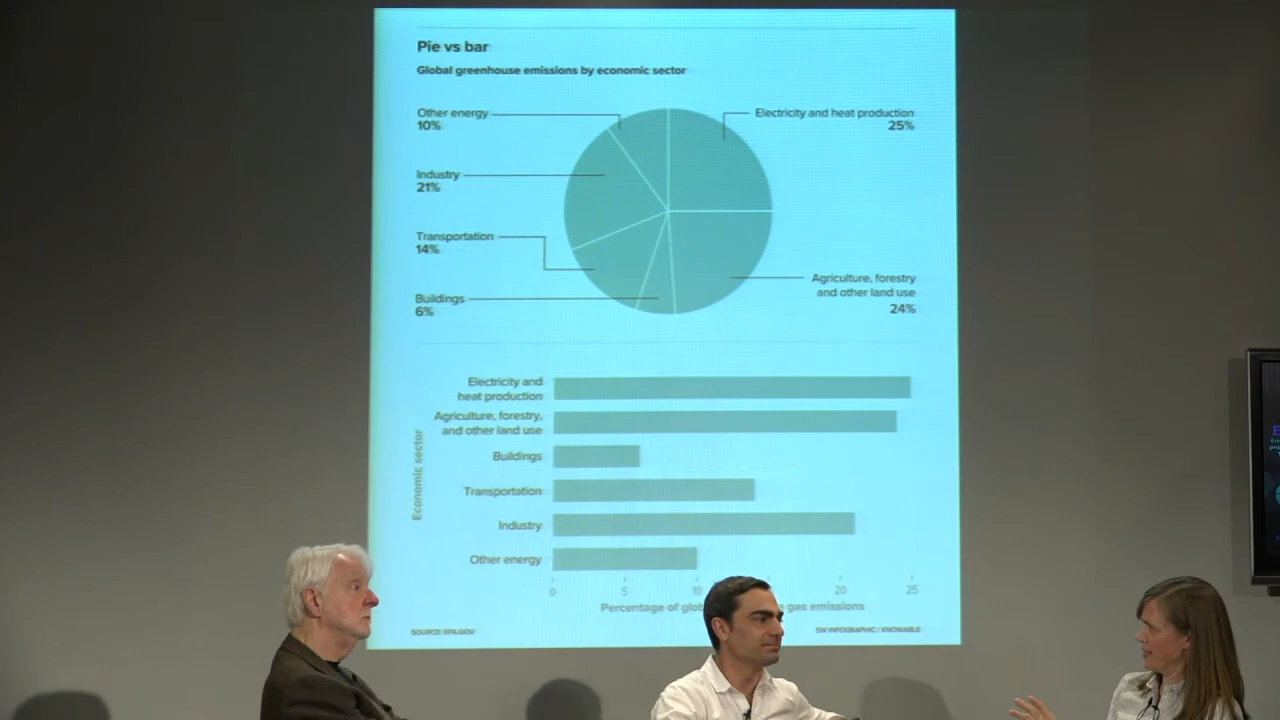 Pie vs bar
Global greenhouse emissions by economic sector
Other energy
10%
Electricity and heat production
25%
Industry
21%
Transportation
14%
Agriculture, forestry
and other land use
24%
Buildings
6%
Economic sector
Electricity and
heat production
Agriculture, forestry,
and other land use
Buildings
Transportation
Industry
Other energy
0 5 10 20 25
Percentage of glob gas emissions
SOURCE: EPA.GOV
5W INFOGRAPHIC / KNOWABLE